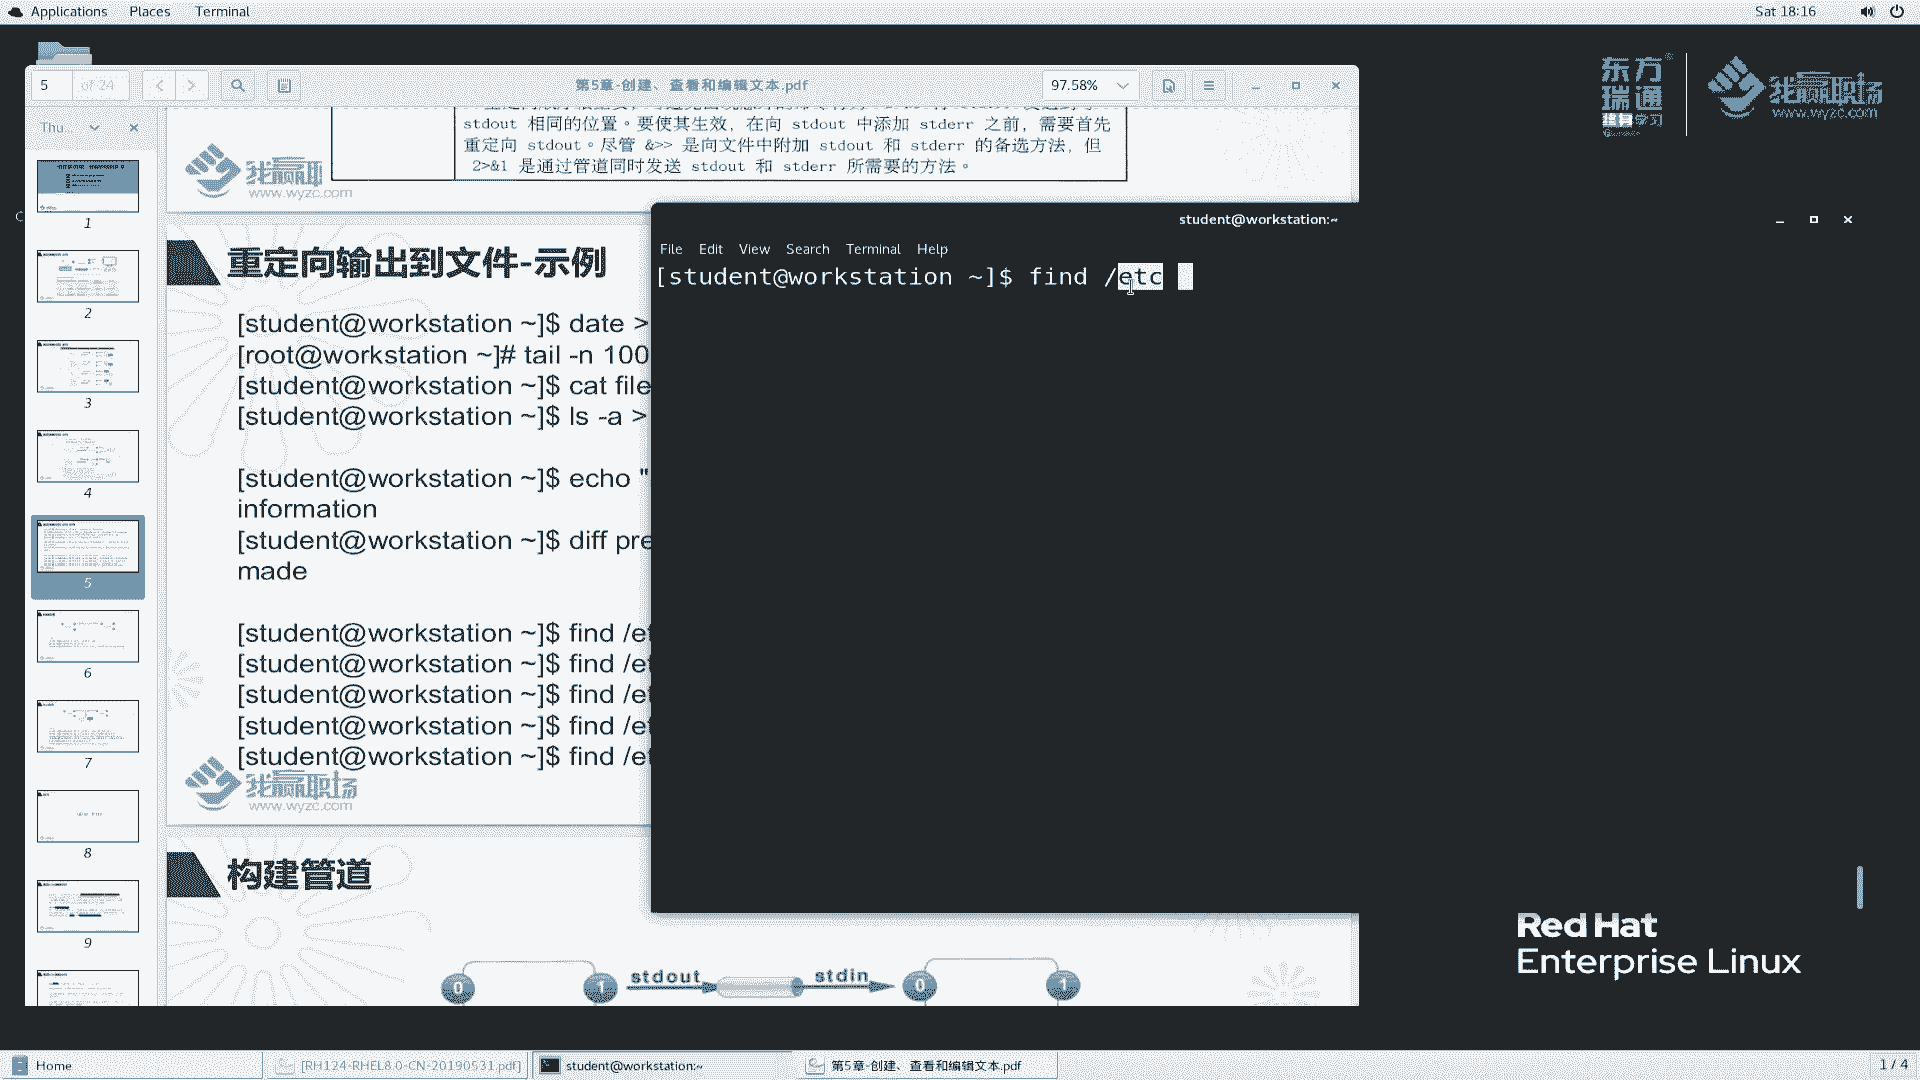 Applications Places Terminal
Sat 18:16
东方瑞通
终身学习
我赢职场
www.wyzc.com
5 of 24
第5章-创建、查看和编辑文本.pdf
97.58%
Thu...
1
2
3
4
5
6
7
8
9
stdout 相同的位置。要使其生效，在向 stdout 中添加 stderr 之前，需要首先
重定向 stdout。尽管 &>> 是向文件中附加 stdout 和 stderr 的备选方法，但
2>&1 是通过管道同时发送 stdout 和 stderr 所需要的方法。
我赢职场
www.wyzc.com
重定向输出到文件-示例
[student@workstation ~]$ date >
[root@workstation ~]# tail -n 100
[student@workstation ~]$ cat file
[student@workstation ~]$ ls -a >
[student@workstation ~]$ echo "
information
[student@workstation ~]$ diff pre
made
[student@workstation ~]$ find /et
[student@workstation ~]$ find /et
[student@workstation ~]$ find /et
[student@workstation ~]$ find /et
[student@workstation ~]$ find /et
我赢职场
www.wyzc.com
构建管道
0 1 stdout stdin 0 1
student@workstation:~
File Edit View Search Terminal Help
[student@workstation ~]$ find /etc
Red Hat
Enterprise Linux
Home
[RH124-RHEL8.0-CN-20190531.pdf]
student@workstation:~
第5章-创建、查看和编辑文本.pdf
1 / 4